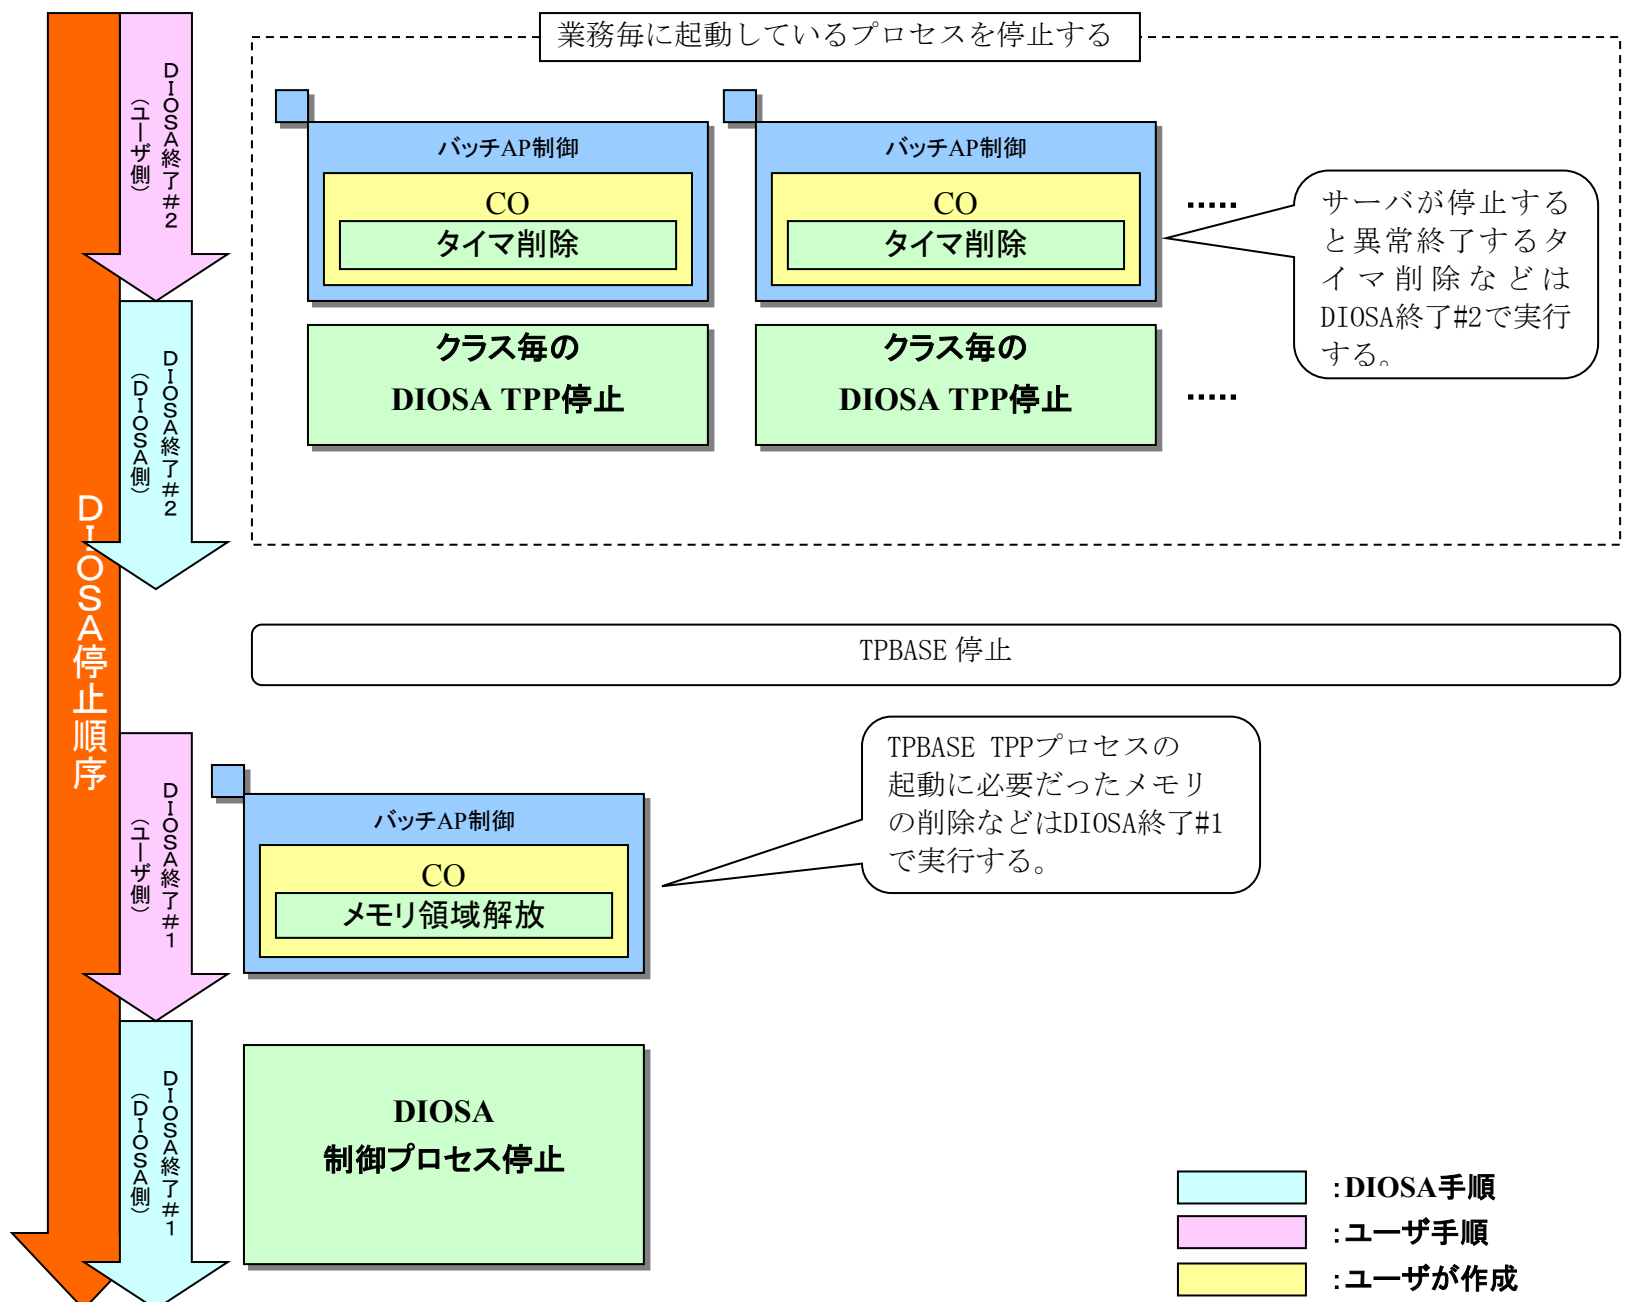 業務毎に起動しているプロセスを停止する
DIOSA停止順序
DIOSA終了#2
(ユーザ側)
バッチAP制御
CO
タイマ削除
バッチAP制御
CO
タイマ削除
.....
サーバが停止する
と異常終了するタ
イマ削除などは
DIOSA終了#2で実行
する。
DIOSA終了#2
(DIOSA側)
クラス毎の
DIOSA TPP停止
クラス毎の
DIOSA TPP停止
.....
TPBASE 停止
DIOSA終了#1
(ユーザ側)
バッチAP制御
CO
メモリ領域解放
TPBASE TPPプロセスの
起動に必要だったメモリ
の削除などはDIOSA終了#1
で実行する。
DIOSA終了#1
(DIOSA側)
DIOSA
制御プロセス停止
:DIOSA手順
:ユーザ手順
:ユーザが作成